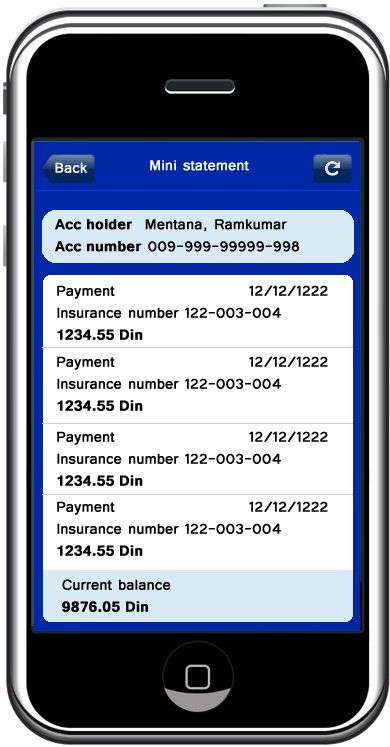 Back Mini statement
Acc holder Mentana, Ramkumar
Acc number 009-999-99999-998
Payment 12/12/1222
Insurance number 122-003-004
1234.55 Din
Payment 12/12/1222
Insurance number 122-003-004
1234.55 Din
Payment 12/12/1222
Insurance number 122-003-004
1234.55 Din
Payment 12/12/1222
Insurance number 122-003-004
1234.55 Din
Current balance
9876.05 Din